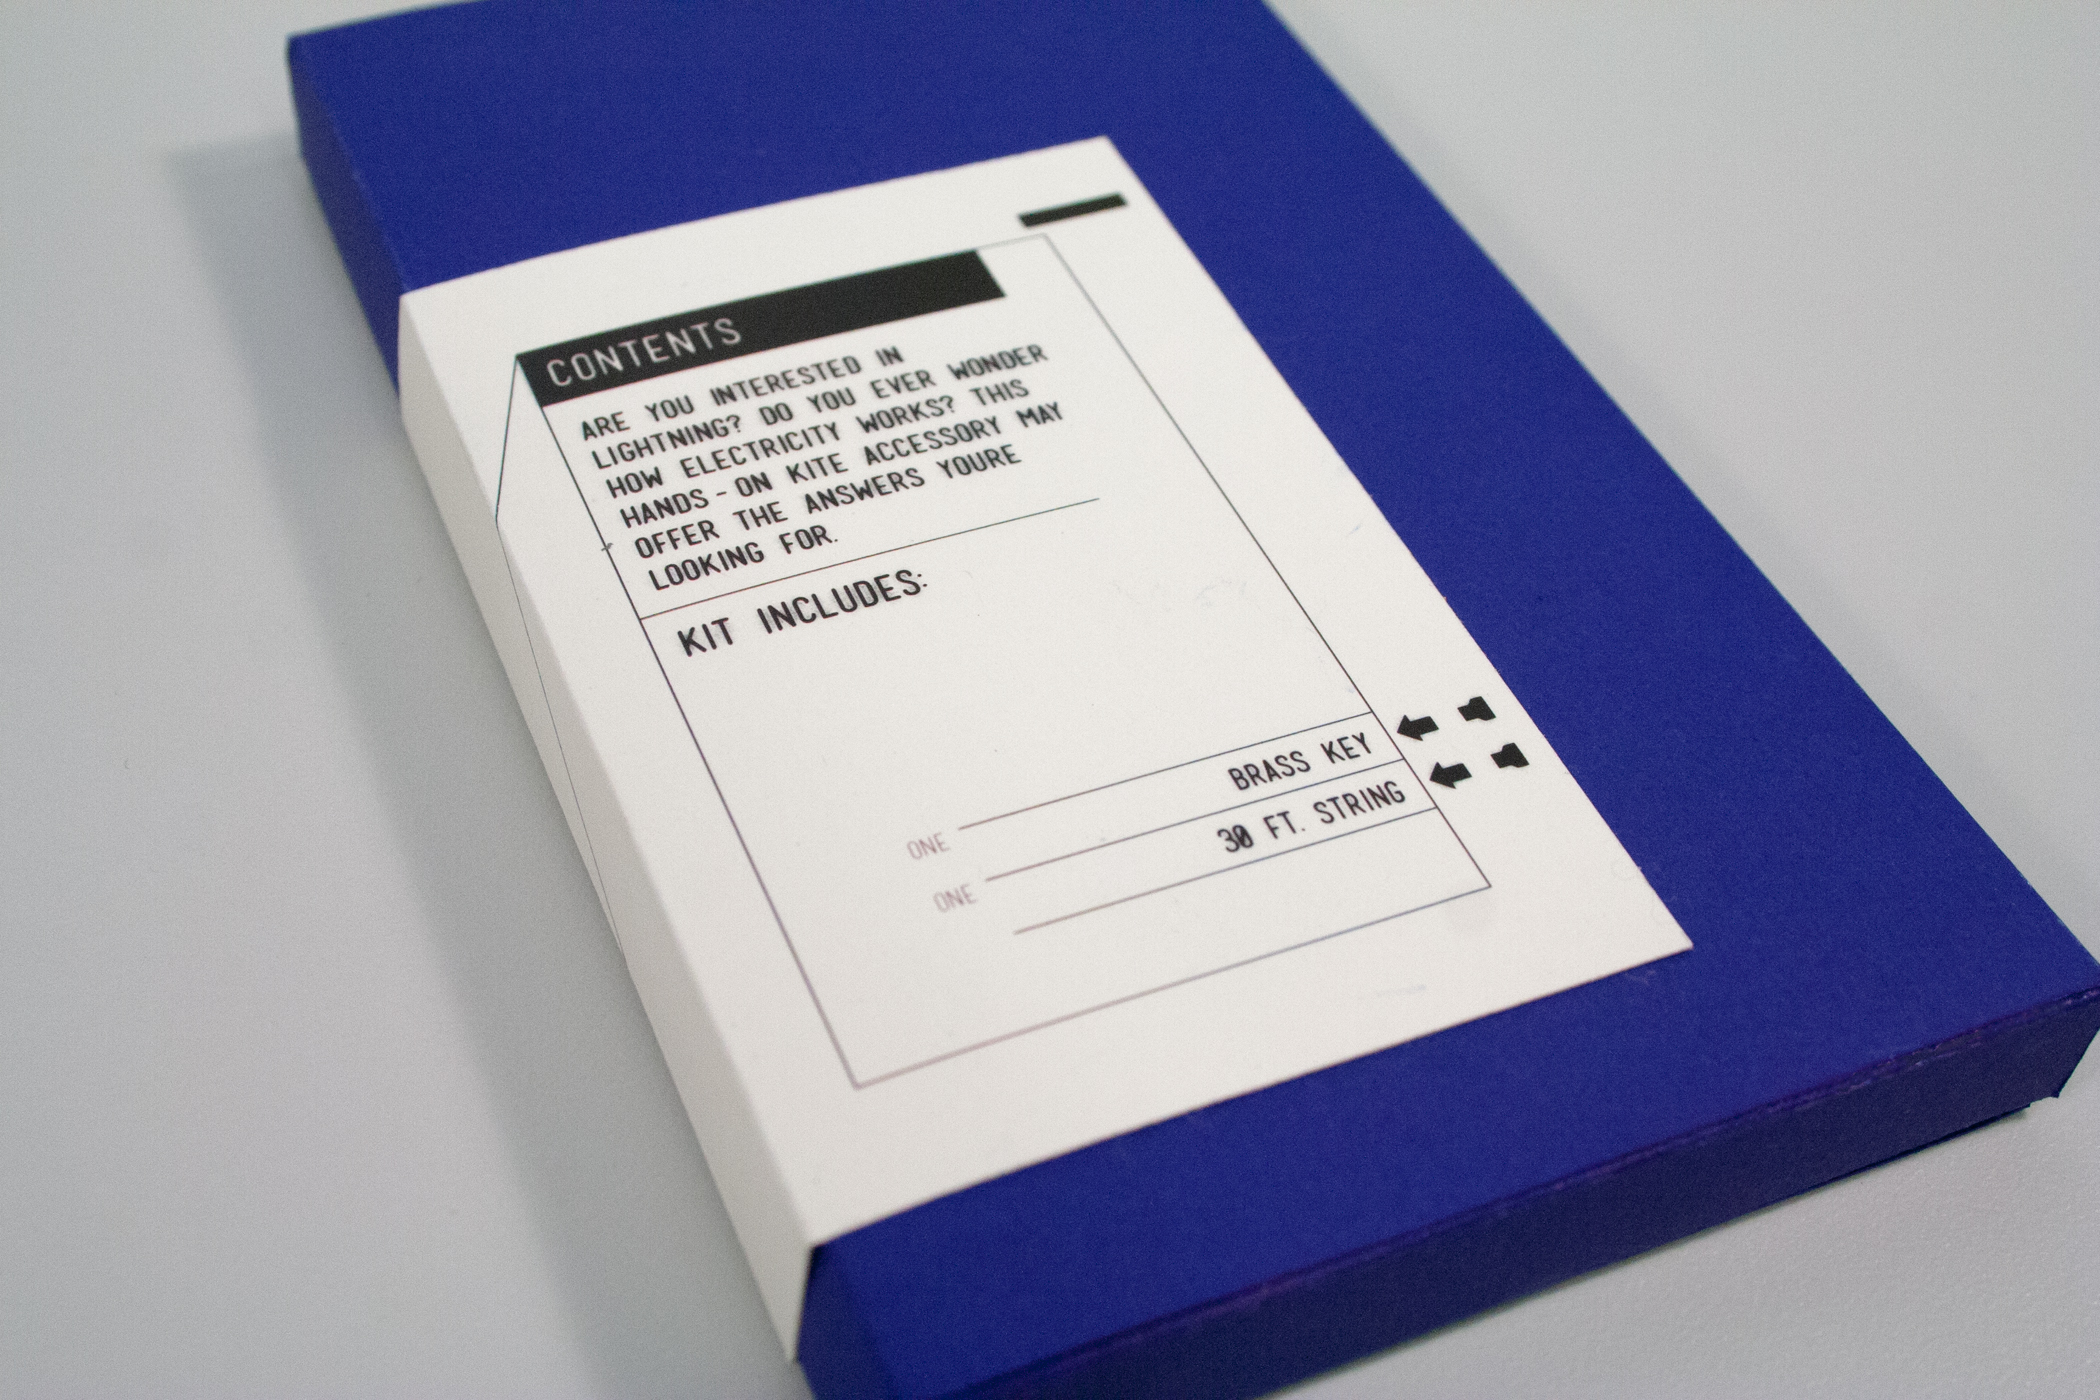 CONTENTS
ARE YOU INTERESTED IN
LIGHTNING? DO YOU EVER WONDER
HOW ELECTRICITY WORKS? THIS
HANDS-ON KITE ACCESSORY MAY
OFFER THE ANSWERS YOURE
LOOKING FOR.
KIT INCLUDES:
ONE BRASS KEY
ONE 30 FT. STRING